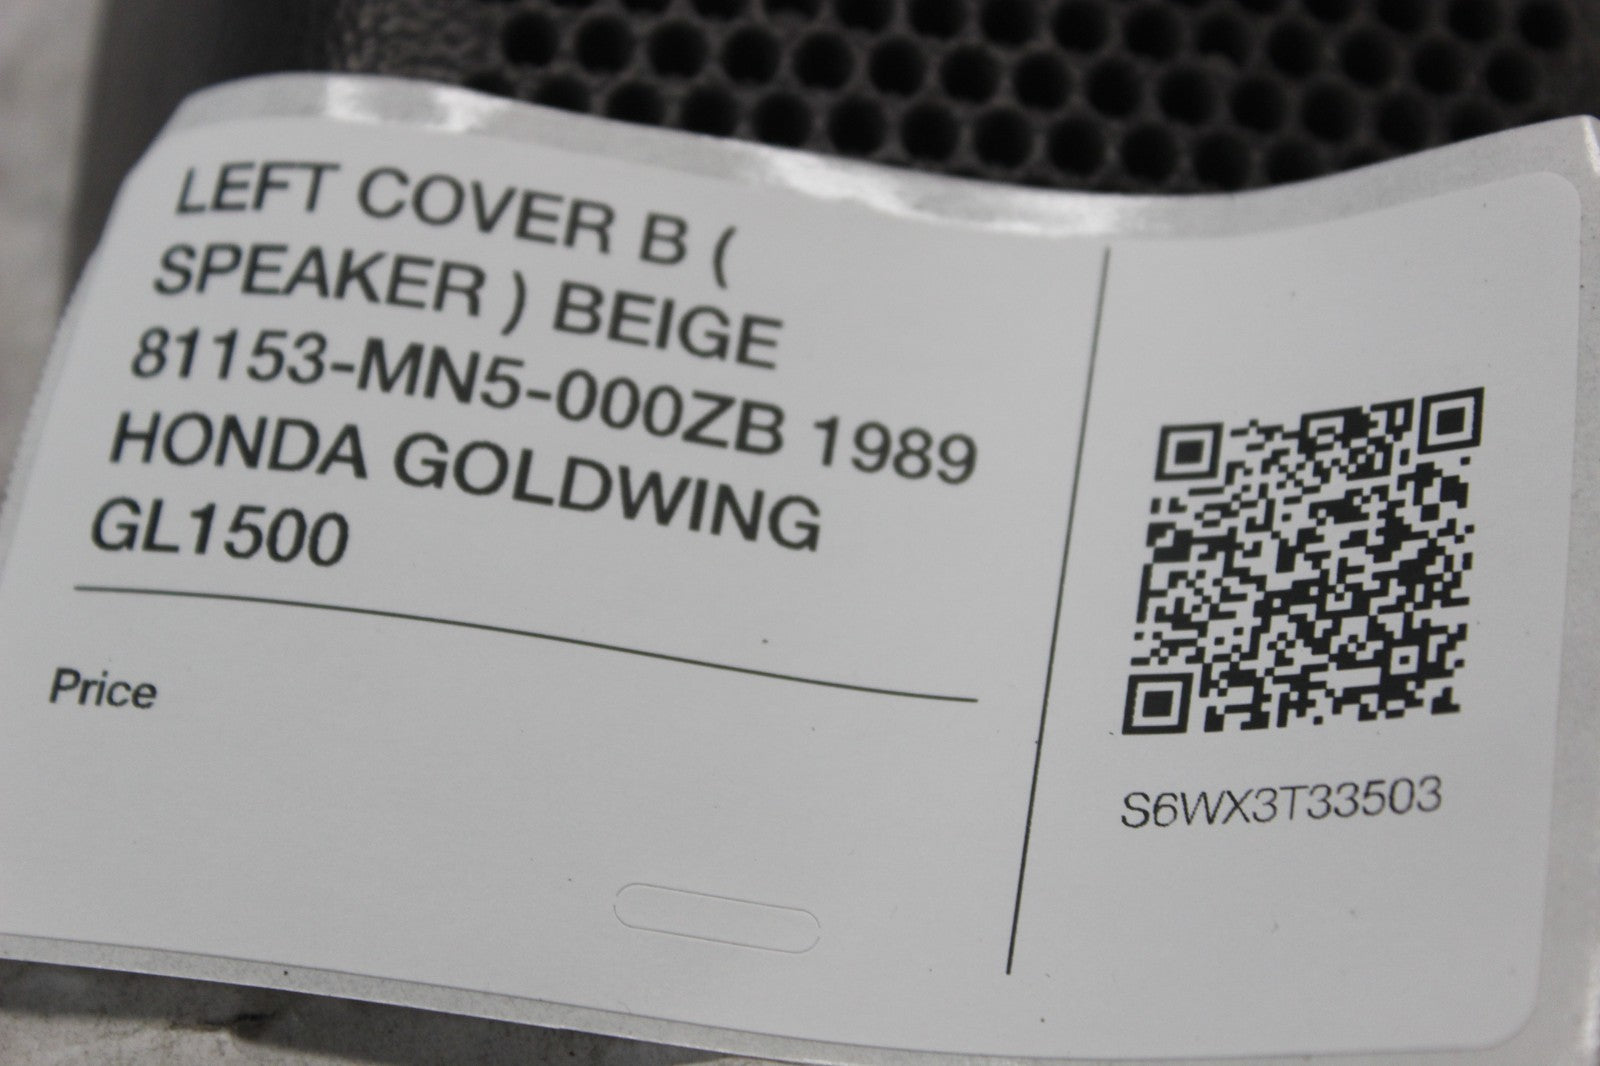 LEFT COVER B (
SPEAKER ) BEIGE
81153-MN5-000ZB 1989
HONDA GOLDWING
GL1500
Price
S6WX3T33503